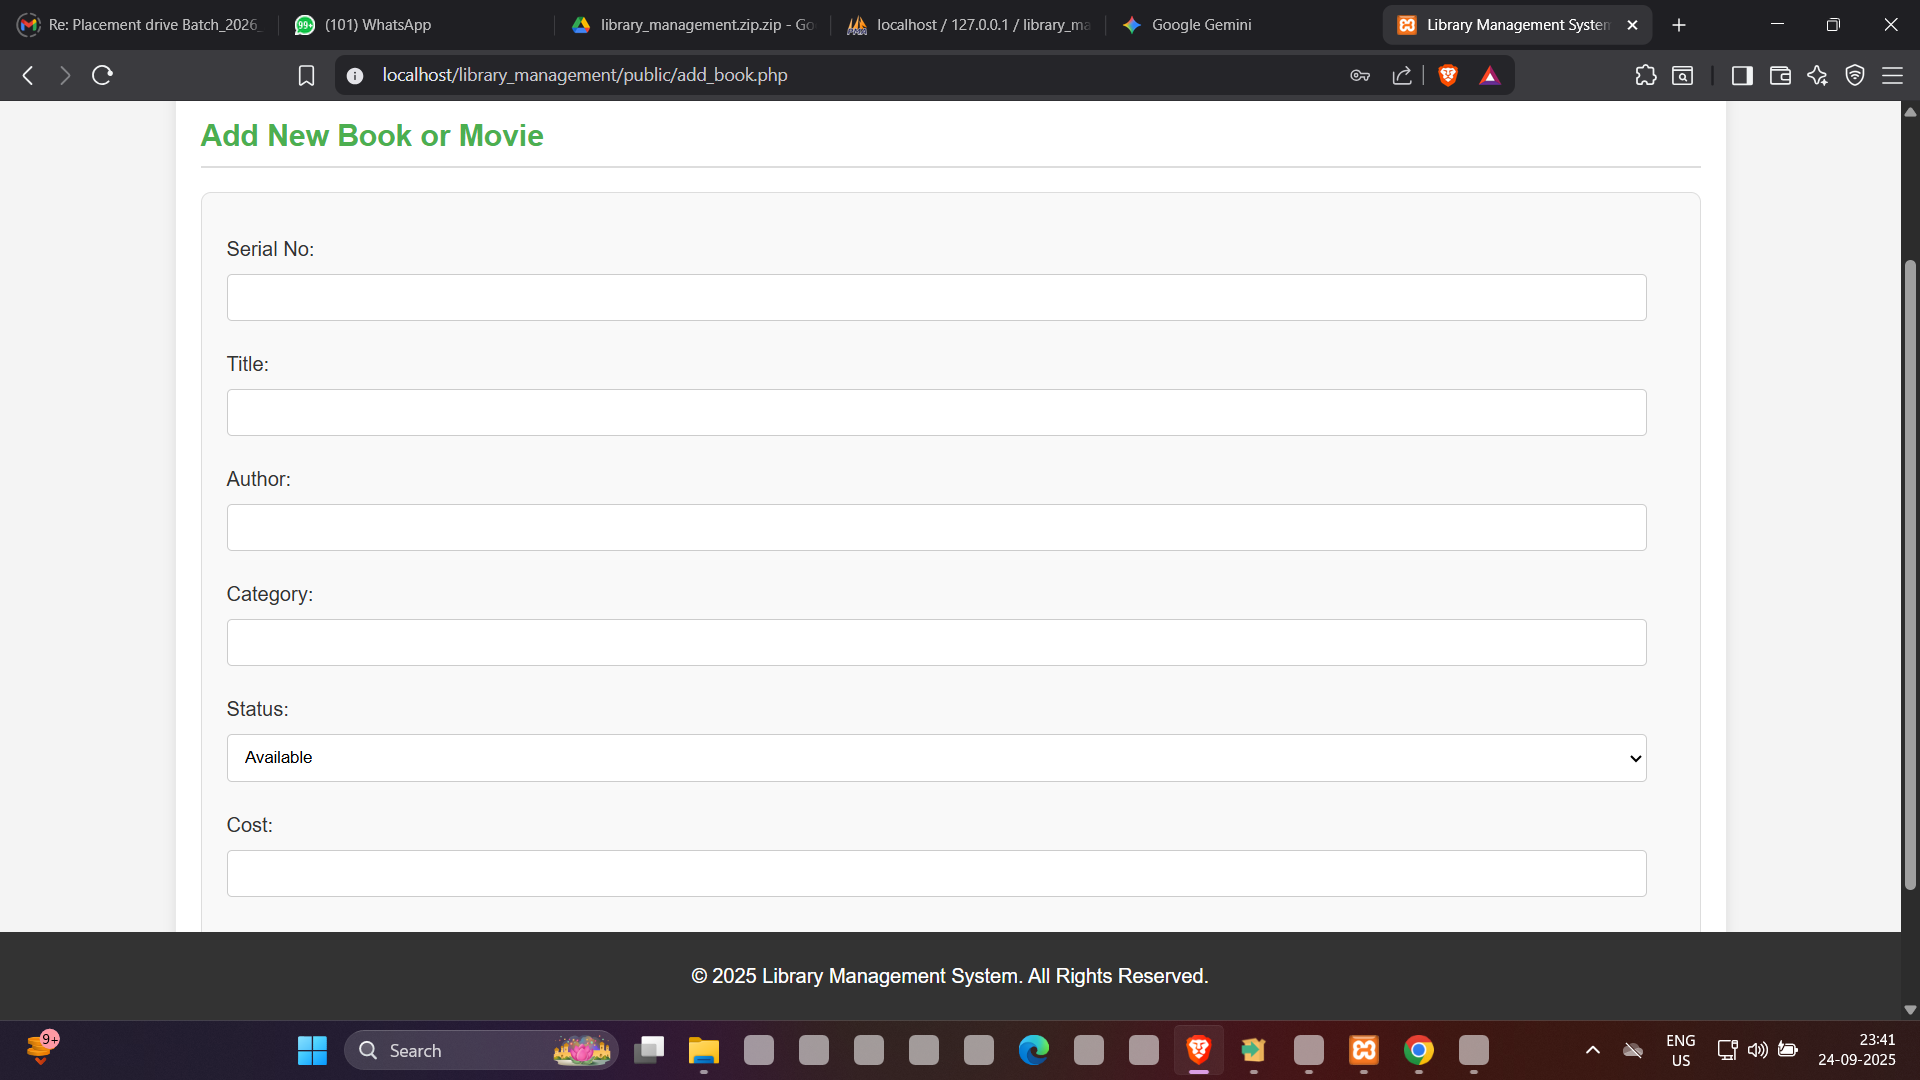 Re: Placement drive Batch_2026_
(101) WhatsApp
library_management.zip.zip - Go
localhost / 127.0.0.1 / library_ma
Google Gemini
Library Management System
localhost/library_management/public/add_book.php
Add New Book or Movie
Serial No:
Title:
Author:
Category:
Status:
Available
Cost:
© 2025 Library Management System. All Rights Reserved.
9+
Search
ENG
US
23:41
24-09-2025